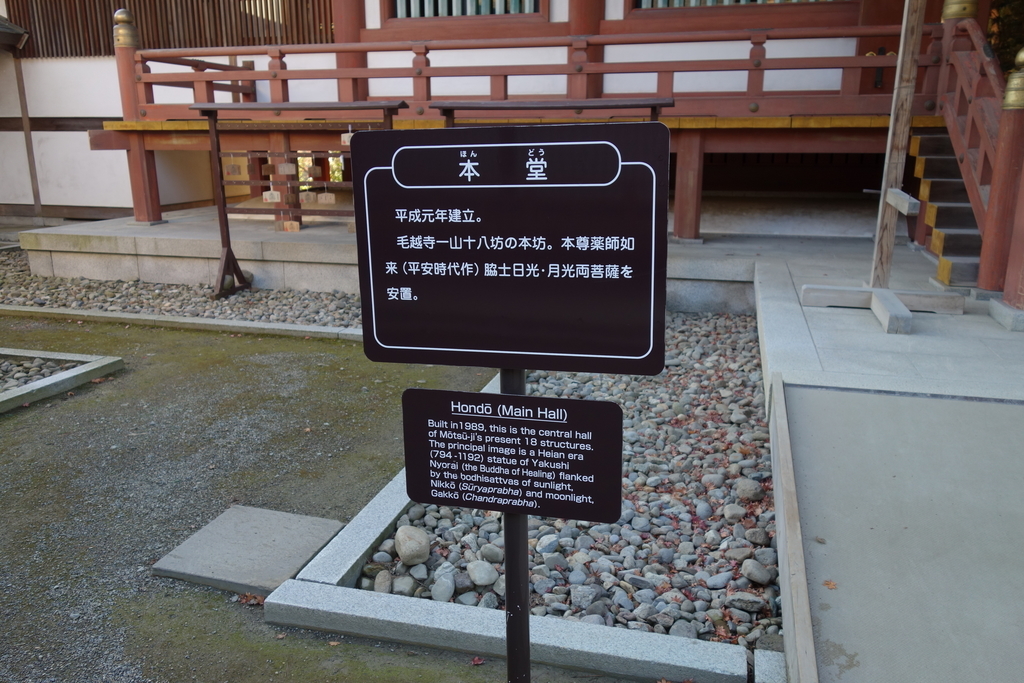 ほん どう
本 堂
平成元年建立。
毛越寺一山十八坊の本坊。本尊薬師如
来(平安時代作)脇士日光・月光両菩薩を
安置。
Hondō (Main Hall)
Built in 1989, this is the central hall
of Mōtsū-ji's present 18 structures.
The principal image is a Heian era
(794-1192) statue of Yakushi
Nyorai (the Buddha of Healing) flanked
by the bodhisattvas of sunlight,
Nikkō (Sūryaprabha) and moonlight,
Gakkō (Chandraprabha).